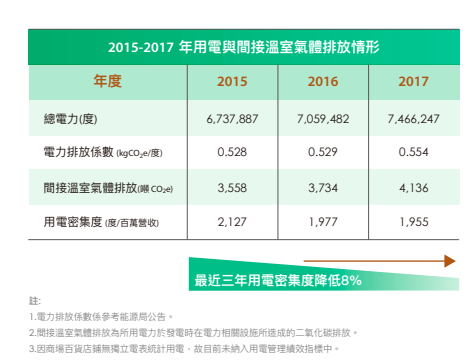 2015-2017 年用電與間接溫室氣體排放情形
年度 2015 2016 2017
總電力(度) 6,737,887 7,059,482 7,466,247
電力排放係數 (kgCO₂e/度) 0.528 0.529 0.554
間接溫室氣體排放(噸 CO₂e) 3,558 3,734 4,136
用電密集度 (度/百萬營收) 2,127 1,977 1,955
最近三年用電密集度降低8%
註:
1.電力排放係數係參考能源局公告。
2.間接溫室氣體排放為所用電力於發電時在電力相關設施所造成的二氧化碳排放。
3.因商場百貨店鋪無獨立電表統計用電，故目前未納入用電管理績效指標中。